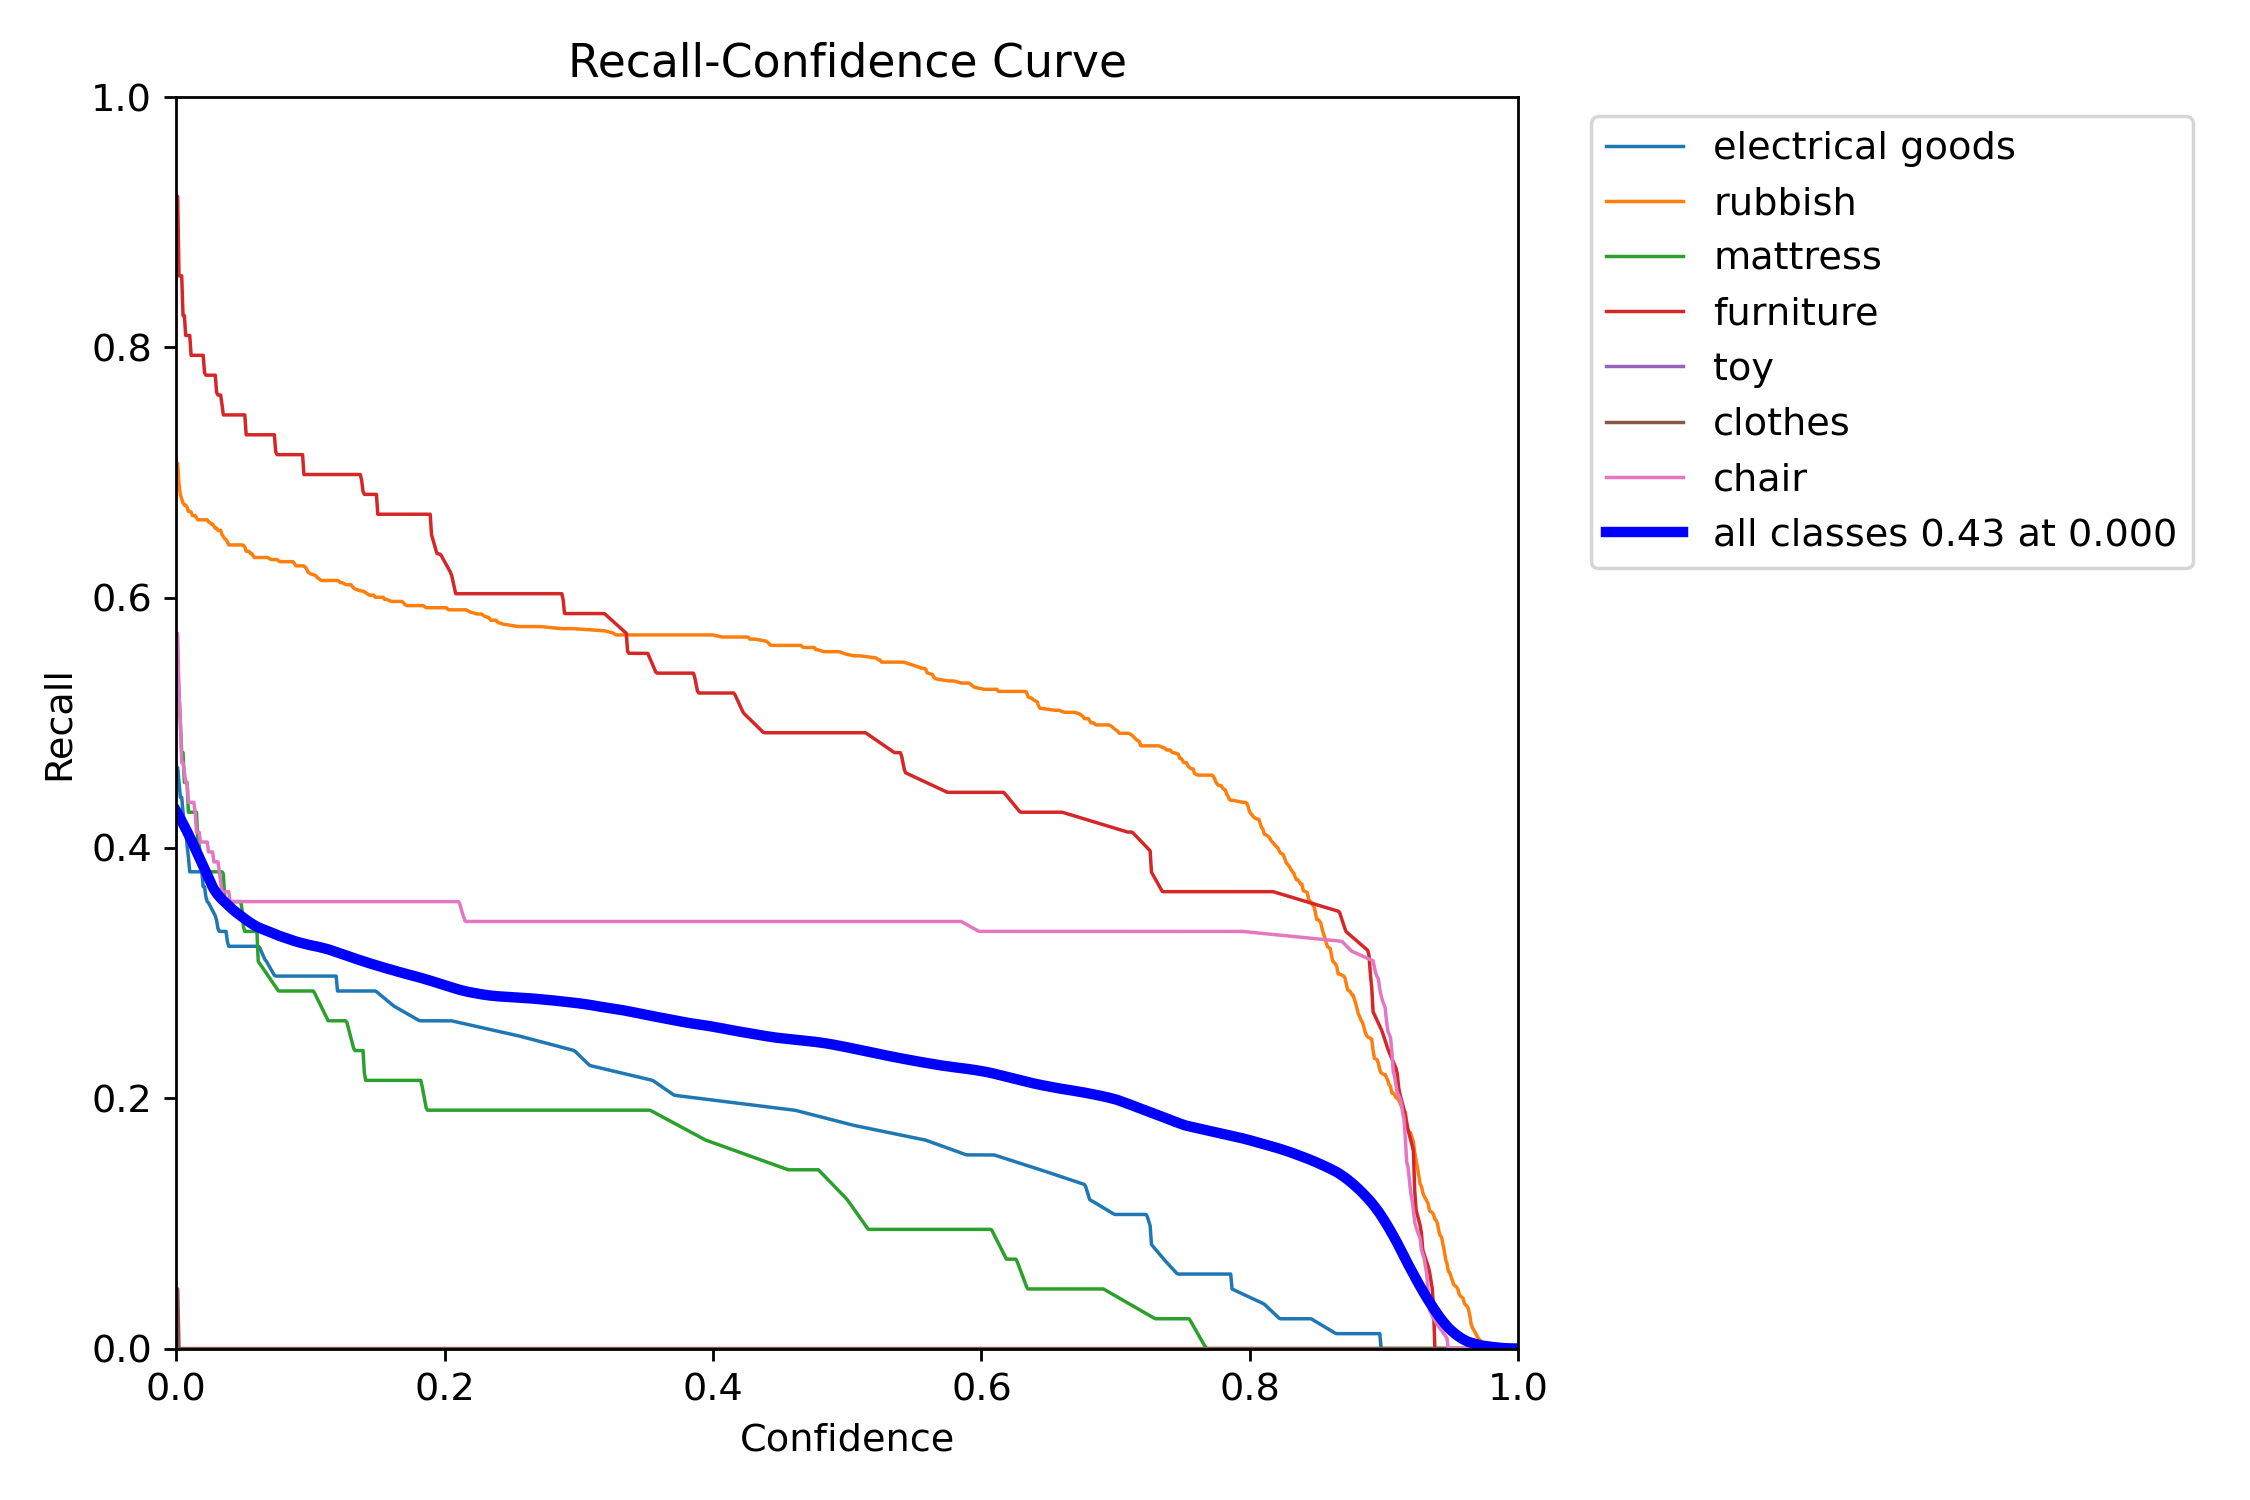 Recall-Confidence Curve
1.0
0.8
0.6
0.4
0.2
0.0
Recall
0.0 0.2 0.4 0.6 0.8 1.0
Confidence
electrical goods
rubbish
mattress
furniture
toy
clothes
chair
all classes 0.43 at 0.000